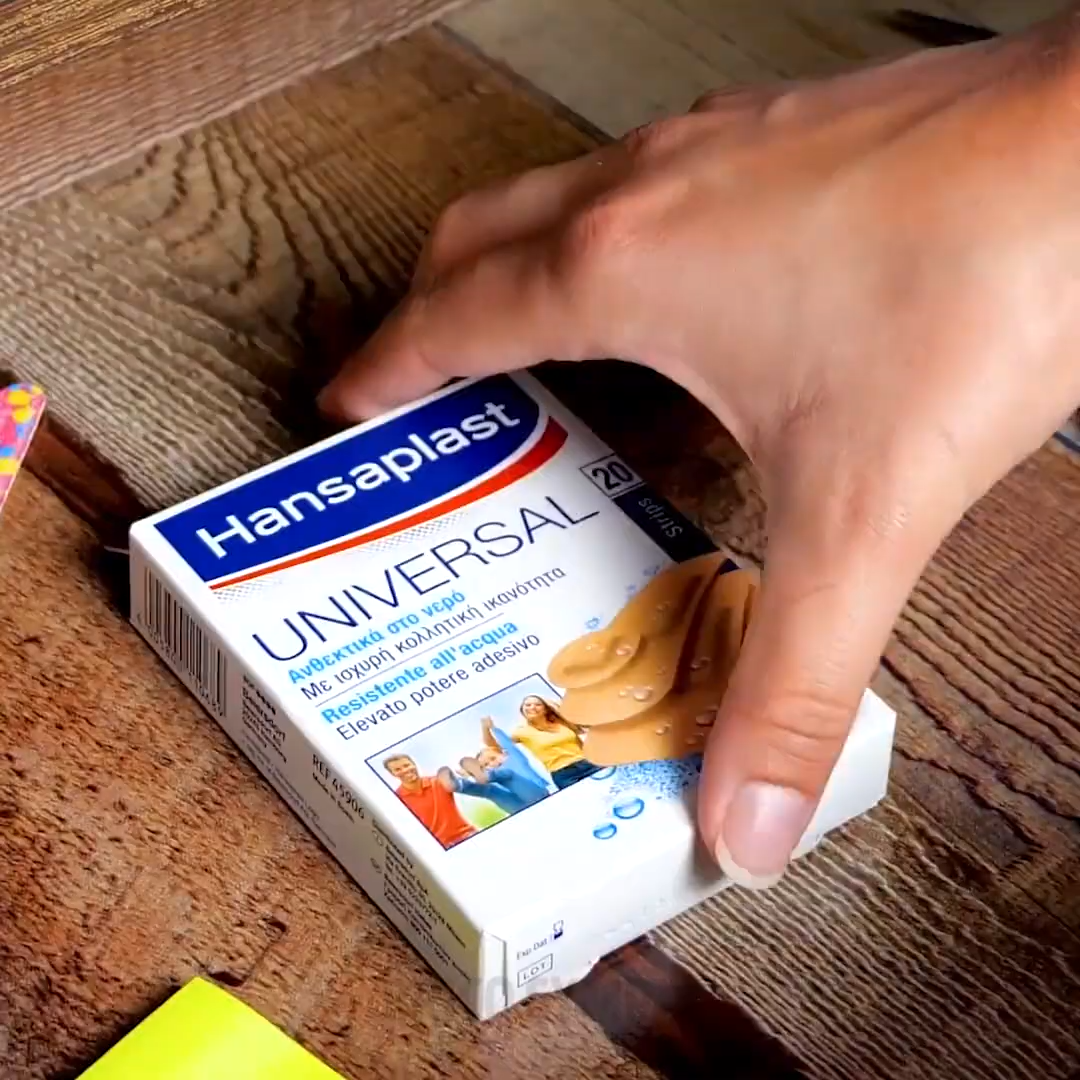 Hansaplast
20
Strips
UNIVERSAL
Ανθεκτικά στο νερό
Με ισχυρή κολλητική ικανότητα
Resistente all'acqua
Elevato potere adesivo
REF 45906
Exp Dat.:
LOT